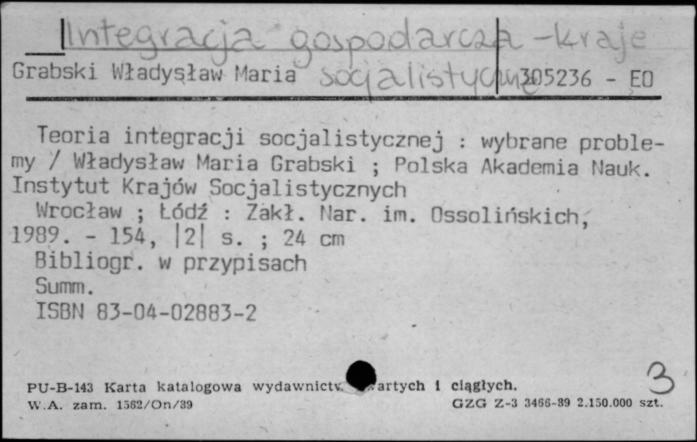 Integracja gospodarcza - kraje
socjalistyczne
Grabski Władysław Maria 305236 - EO
Teoria integracji socjalistycznej : wybrane proble-
my / Władysław Maria Grabski ; Polska Akademia Nauk.
Instytut Krajów Socjalistycznych
Wrocław ; Łódź : Zakł. Nar. im. Ossolińskich,
1989. - 154, |2| s. ; 24 cm
Bibliogr. w przypisach
Summ.
ISBN 83-04-02883-2
3
PU-B-143 Karta katalogowa wydawnictw artych i ciągłych.
W.A. zam. 1562/On/89 GZG Z-3 3466-89 2.150.000 szt.